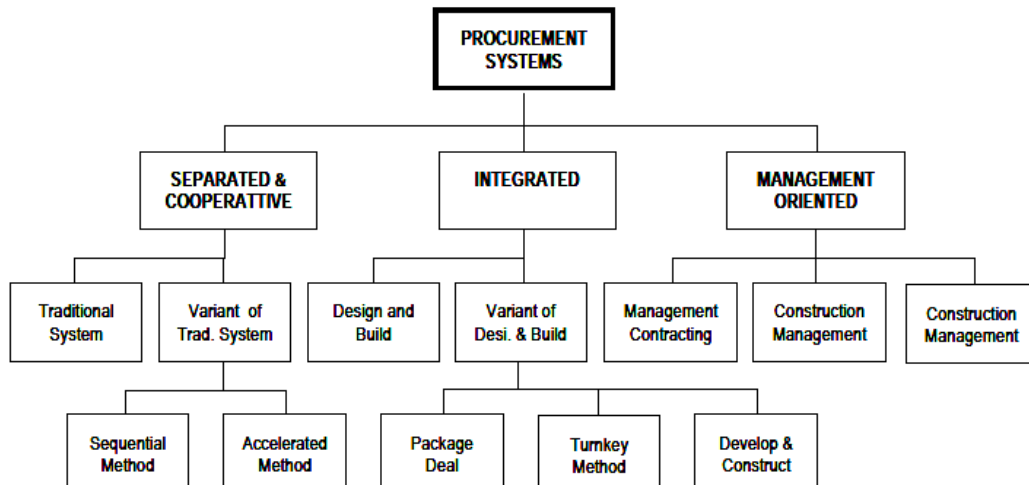 PROCUREMENT
SYSTEMS
SEPARATED &
COOPERATTIVE
INTEGRATED
MANAGEMENT
ORIENTED
Traditional
System
Variant of
Trad. System
Design and
Build
Variant of
Desi. & Build
Management
Contracting
Construction
Management
Construction
Management
Sequential
Method
Accelerated
Method
Package
Deal
Turnkey
Method
Develop &
Construct